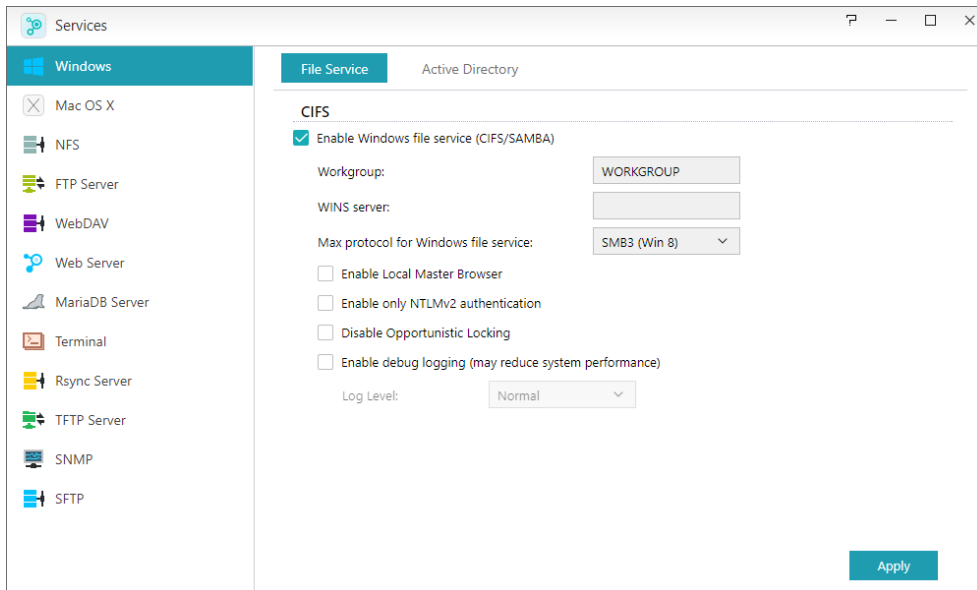 Services
Windows
Mac OS X
NFS
FTP Server
WebDAV
Web Server
MariaDB Server
Terminal
Rsync Server
TFTP Server
SNMP
SFTP
File Service Active Directory
CIFS
Enable Windows file service (CIFS/SAMBA)
Workgroup: WORKGROUP
WINS server:
Max protocol for Windows file service: SMB3 (Win 8)
Enable Local Master Browser
Enable only NTLMv2 authentication
Disable Opportunistic Locking
Enable debug logging (may reduce system performance)
Log Level: Normal
Apply